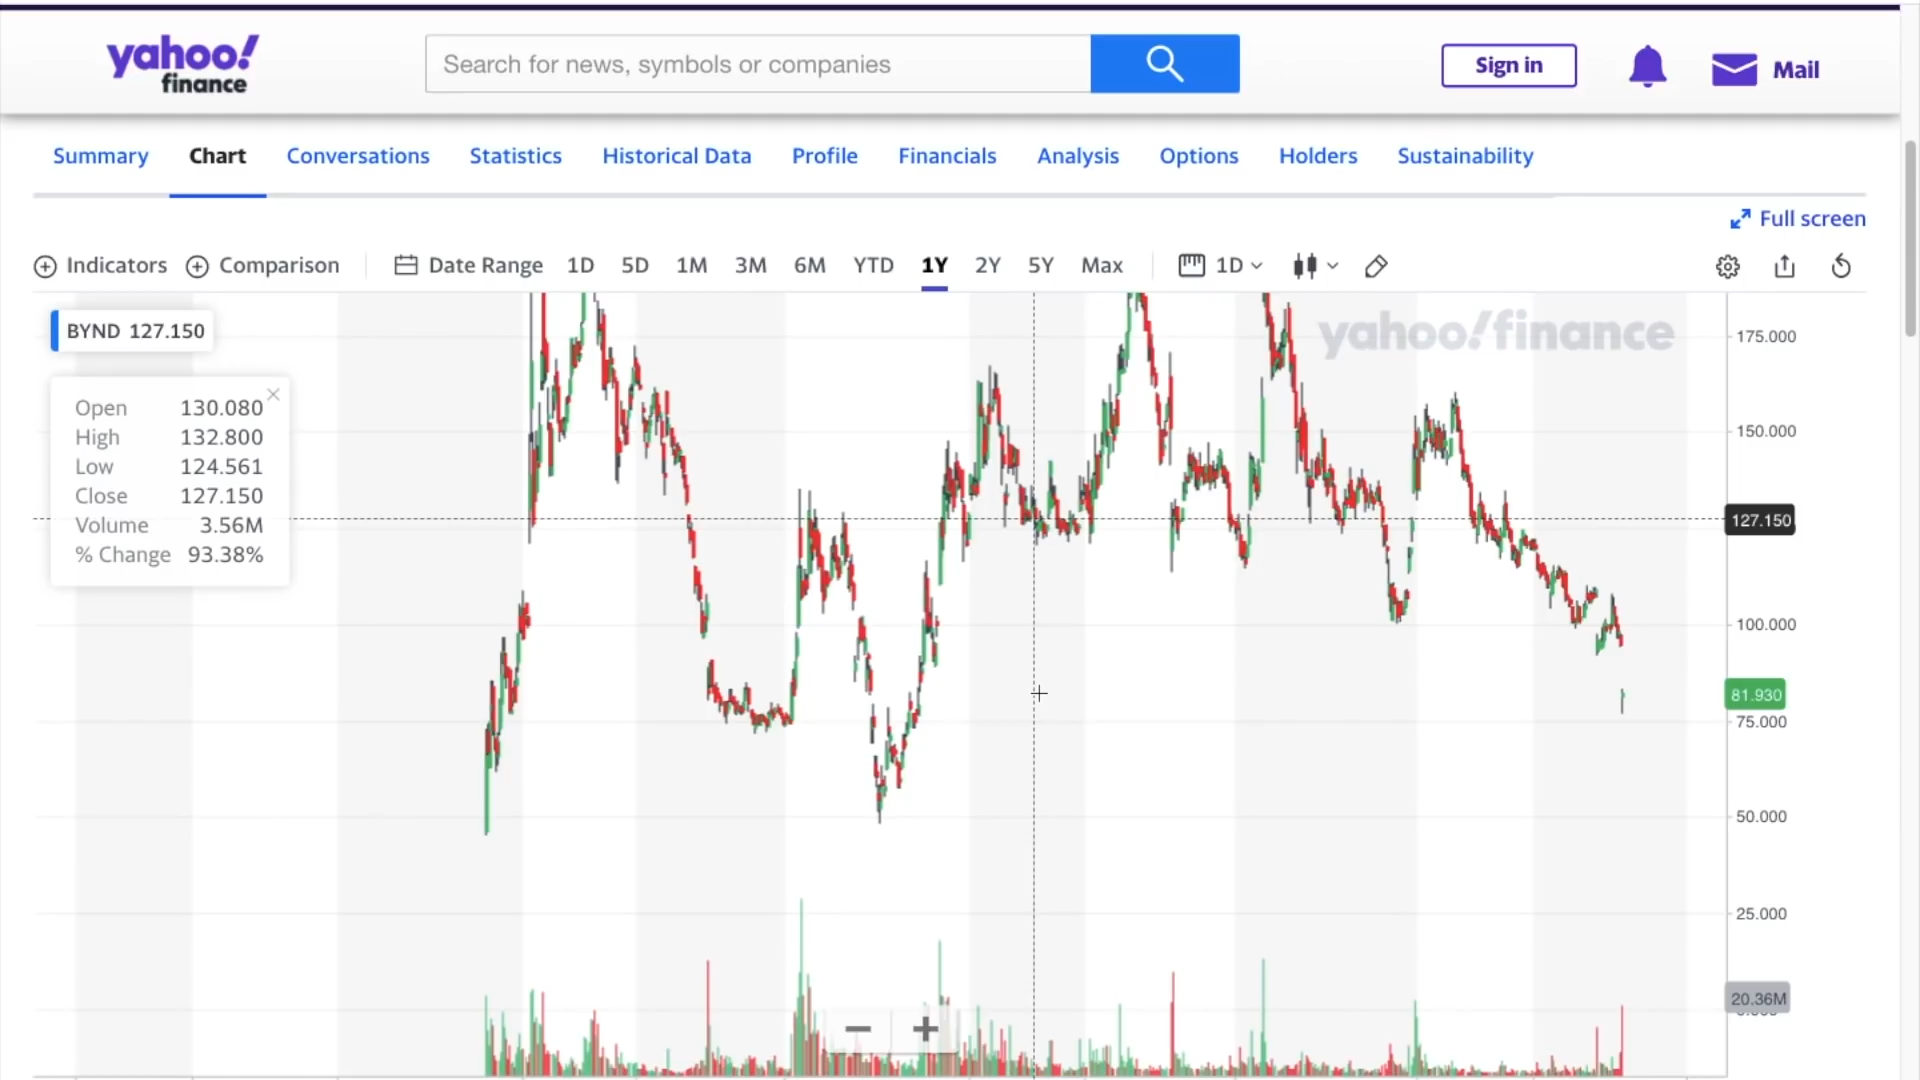 yahoo!
finance
Search for news, symbols or companies
Sign in
Mail
Summary Chart Conversations Statistics Historical Data Profile Financials Analysis Options Holders Sustainability
Full screen
Indicators Comparison Date Range 1D 5D 1M 3M 6M YTD 1Y 2Y 5Y Max 1D
BYND 127.150
yahoo!finance
Open 130.080
High 132.800
Low 124.561
Close 127.150
Volume 3.56M
% Change 93.38%
175.000
150.000
127.150
100.000
81.930
75.000
50.000
25.000
20.36M